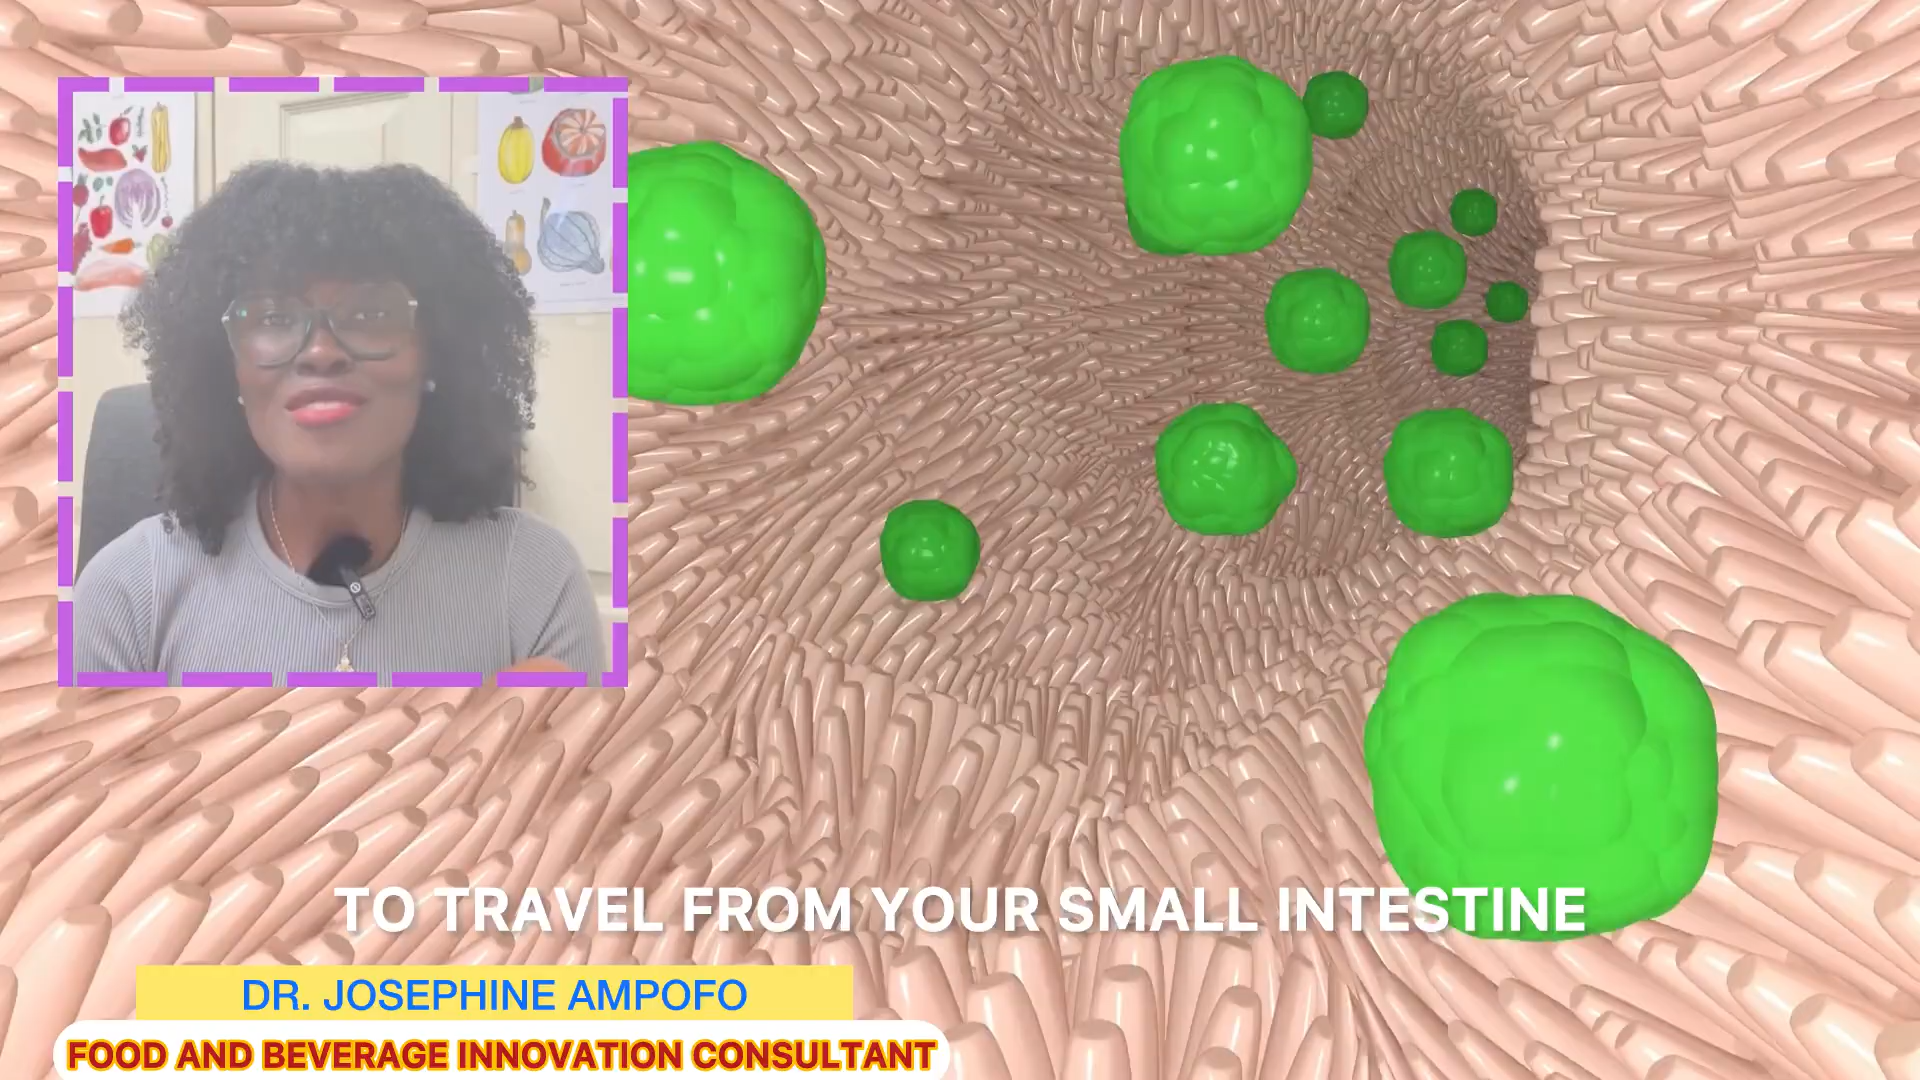 TO TRAVEL FROM YOUR SMALL INTESTINE
DR. JOSEPHINE AMPOFO
FOOD AND BEVERAGE INNOVATION CONSULTANT